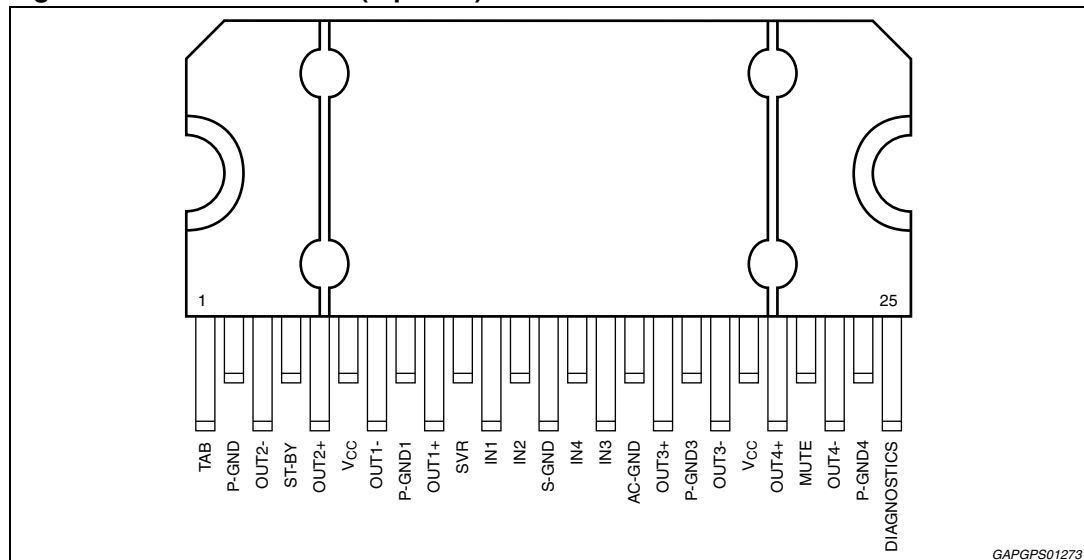 1
25
TAB
P-GND
OUT2-
ST-BY
OUT2+
VCC
OUT1-
P-GND1
OUT1+
SVR
IN1
IN2
S-GND
IN4
IN3
AC-GND
OUT3+
P-GND3
OUT3-
VCC
OUT4+
MUTE
OUT4-
P-GND4
DIAGNOSTICS
GAPGPS01273